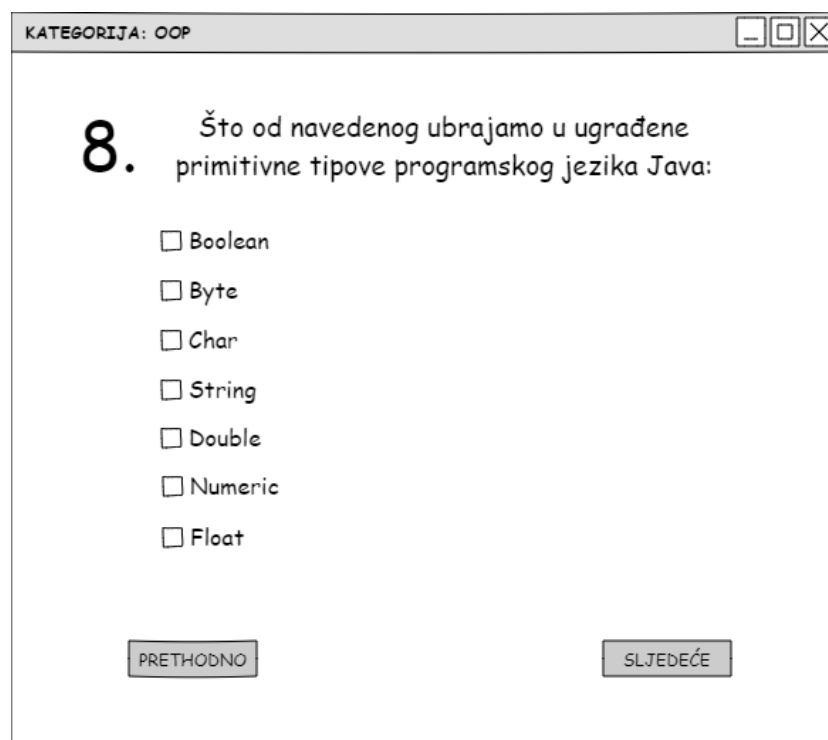 KATEGORIJA: OOP
8.
Što od navedenog ubrajamo u ugrađene
primitivne tipove programskog jezika Java:
Boolean
Byte
Char
String
Double
Numeric
Float
PRETHODNO
SLJEDEĆE